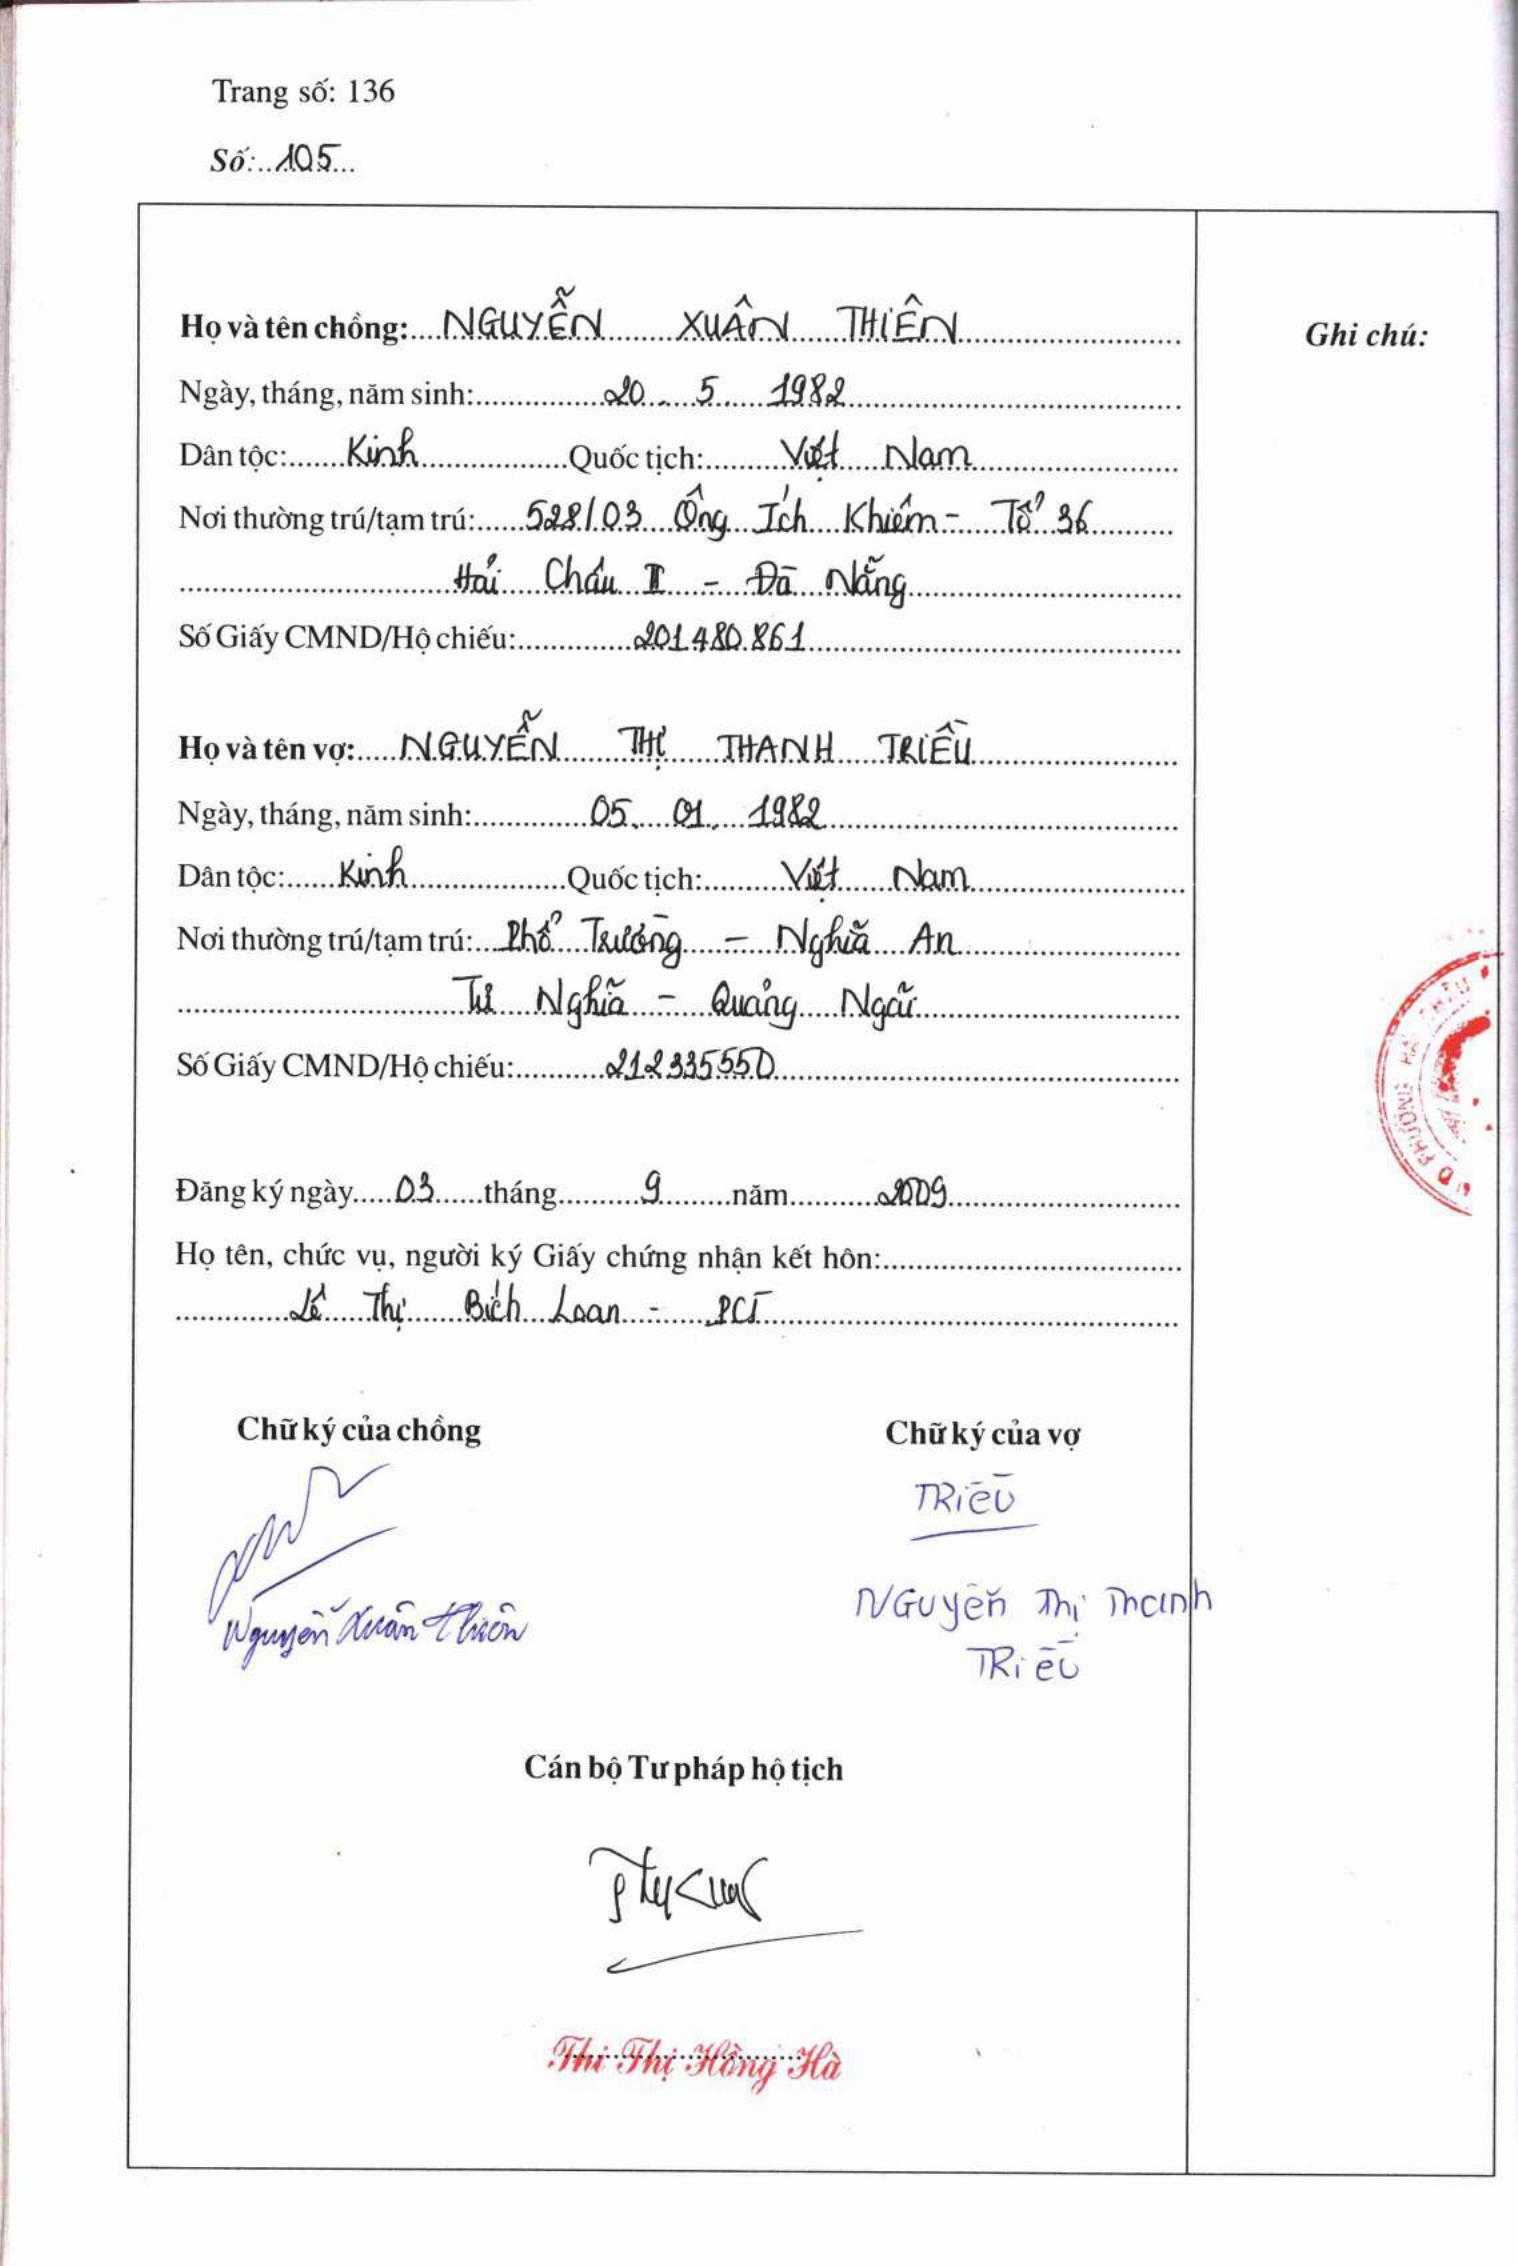 Trang số: 136
Số: 105
Họ và tên chồng: NGUYỄN XUÂN THIÊN
Ghi chú:
Ngày, tháng, năm sinh: 20 . 5 1982
Dân tộc: Kinh Quốc tịch: Việt Nam
Nơi thường trú/tạm trú: 528/03 Ông Ích Khiêm - Tổ 36
Hải Châu II - Đà Nẵng
Số Giấy CMND/Hộ chiếu: 201480861
Họ và tên vợ: NGUYỄN THỊ THANH TRIỀU
Ngày, tháng, năm sinh: 05. 01. 1982
Dân tộc: Kinh Quốc tịch: Việt Nam
Nơi thường trú/tạm trú: Phổ Trường - Nghĩa An
Tư Nghĩa - Quảng Ngãi
Số Giấy CMND/Hộ chiếu: 212335550
PHƯỜNG HẢI CHÂU
Đăng ký ngày 03 tháng 9 năm 2009
Họ tên, chức vụ, người ký Giấy chứng nhận kết hôn:
Lê Thị Bích Loan - PCT
Chữ ký của chồng
Chữ ký của vợ
TRIỀU
Nguyễn Xuân Thiên
NGUYỄN Thị Thanh
TRIỀU
Cán bộ Tư pháp hộ tịch
Thi Thị Hồng Hà